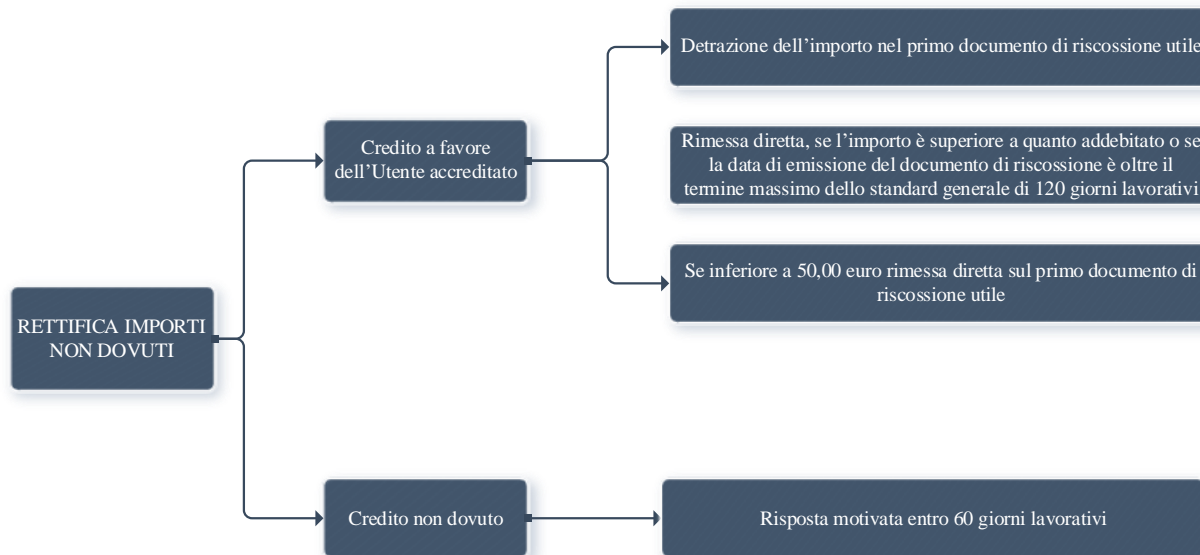 Detrazione dell’importo nel primo documento di riscossione utile
Credito a favore
dell’Utente accreditato
Rimessa diretta, se l’importo è superiore a quanto addebitato o se
la data di emissione del documento di riscossione è oltre il
termine massimo dello standard generale di 120 giorni lavorativi
Se inferiore a 50,00 euro rimessa diretta sul primo documento di
riscossione utile
RETTIFICA IMPORTI
NON DOVUTI
Credito non dovuto
Risposta motivata entro 60 giorni lavorativi